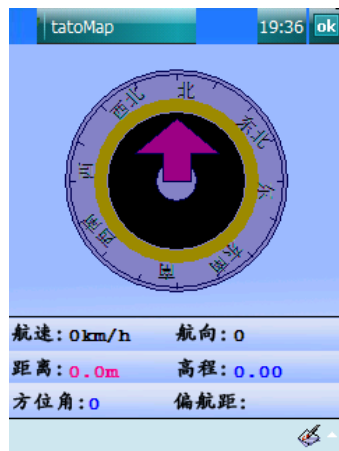 tatoMap 19:36 ok
北
西北 东北
西 东
西南 东南
南
航速:0km/h 航向:0
距离:0.0m 高程:0.00
方位角:0 偏航距: